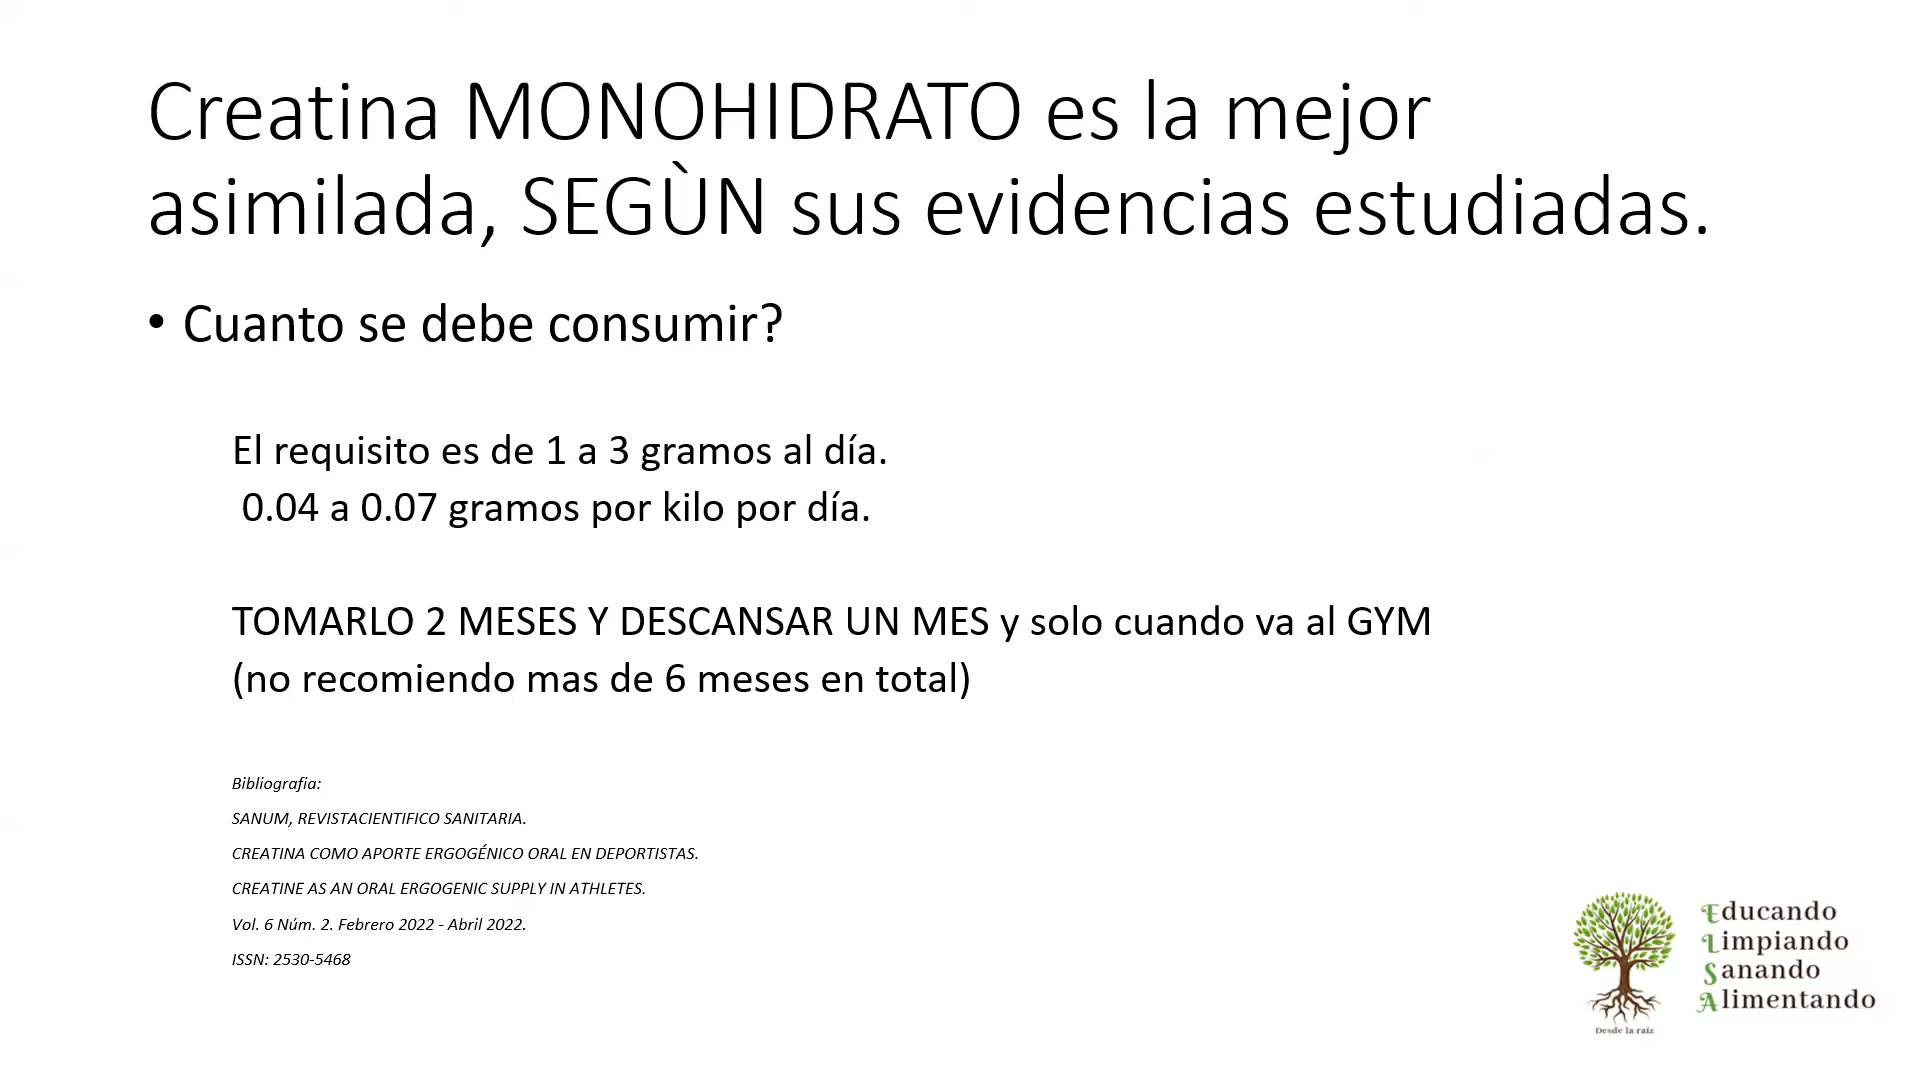 Creatina MONOHIDRATO es la mejor
asimilada, SEGÙN sus evidencias estudiadas.
• Cuanto se debe consumir?
El requisito es de 1 a 3 gramos al día.
0.04 a 0.07 gramos por kilo por día.
TOMARLO 2 MESES Y DESCANSAR UN MES y solo cuando va al GYM
(no recomiendo mas de 6 meses en total)
Bibliografia:
SANUM, REVISTACIENTIFICO SANITARIA.
CREATINA COMO APORTE ERGOGÉNICO ORAL EN DEPORTISTAS.
CREATINE AS AN ORAL ERGOGENIC SUPPLY IN ATHLETES.
Vol. 6 Núm. 2. Febrero 2022 - Abril 2022.
ISSN: 2530-5468
Educando
Limpiando
Sanando
Alimentando
Desde la raíz